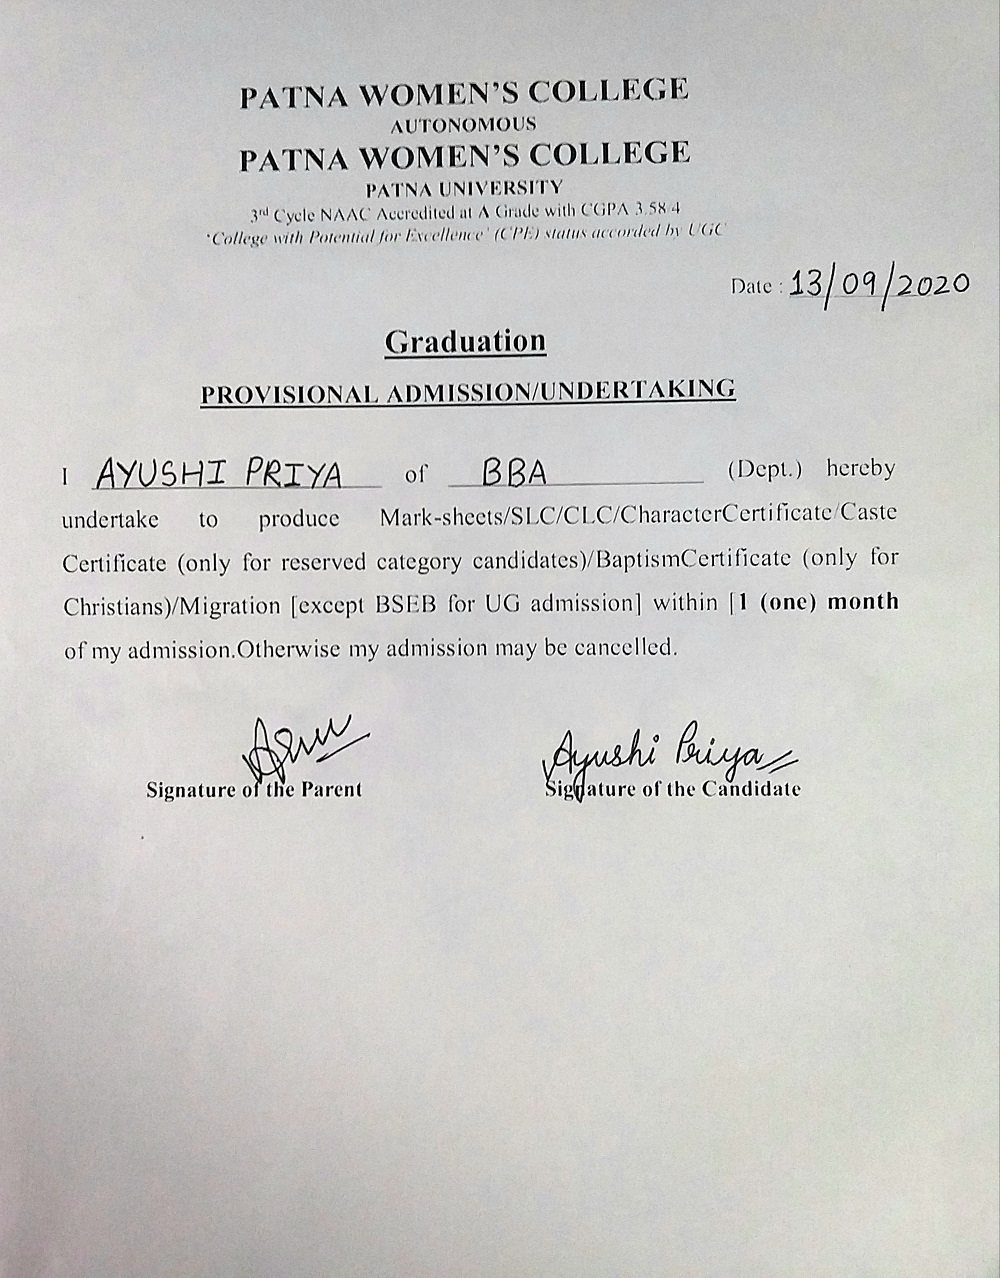 PATNA WOMEN'S COLLEGE
AUTONOMOUS
PATNA WOMEN'S COLLEGE
PATNA UNIVERSITY
3rd Cycle NAAC Accredited at A Grade with CGPA 3.58/4
'College with Potential for Excellence' (CPE) status accorded by UGC
Date : 13/09/2020
Graduation
PROVISIONAL ADMISSION/UNDERTAKING
I AYUSHI PRIYA of BBA (Dept.) hereby
undertake to produce Mark-sheets/SLC/CLC/CharacterCertificate/Caste
Certificate (only for reserved category candidates)/BaptismCertificate (only for
Christians)/Migration [except BSEB for UG admission] within [1 (one) month
of my admission.Otherwise my admission may be cancelled.
Ayushi Priya
Signature of the Parent Signature of the Candidate